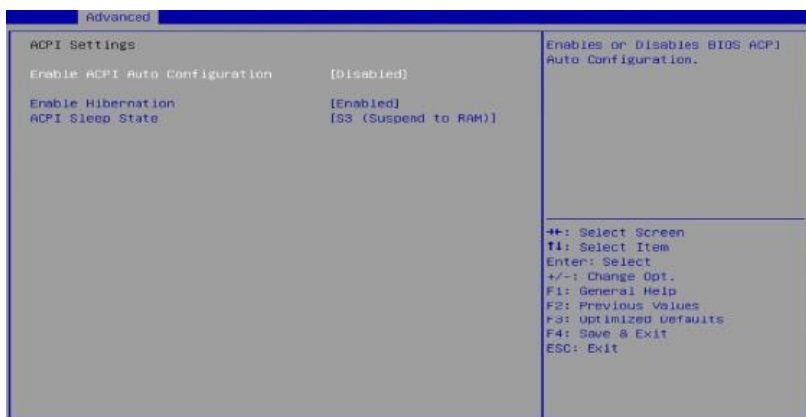 Advanced
ACPI Settings
Enable ACPI Auto Configuration [Disabled]
Enable Hibernation [Enabled]
ACPI Sleep State [S3 (Suspend to RAM)]
Enables or Disables BIOS ACPI
Auto Configuration.
→←: Select Screen
↑↓: Select Item
Enter: Select
+/-: Change Opt.
F1: General Help
F2: Previous Values
F3: Optimized Defaults
F4: Save & Exit
ESC: Exit